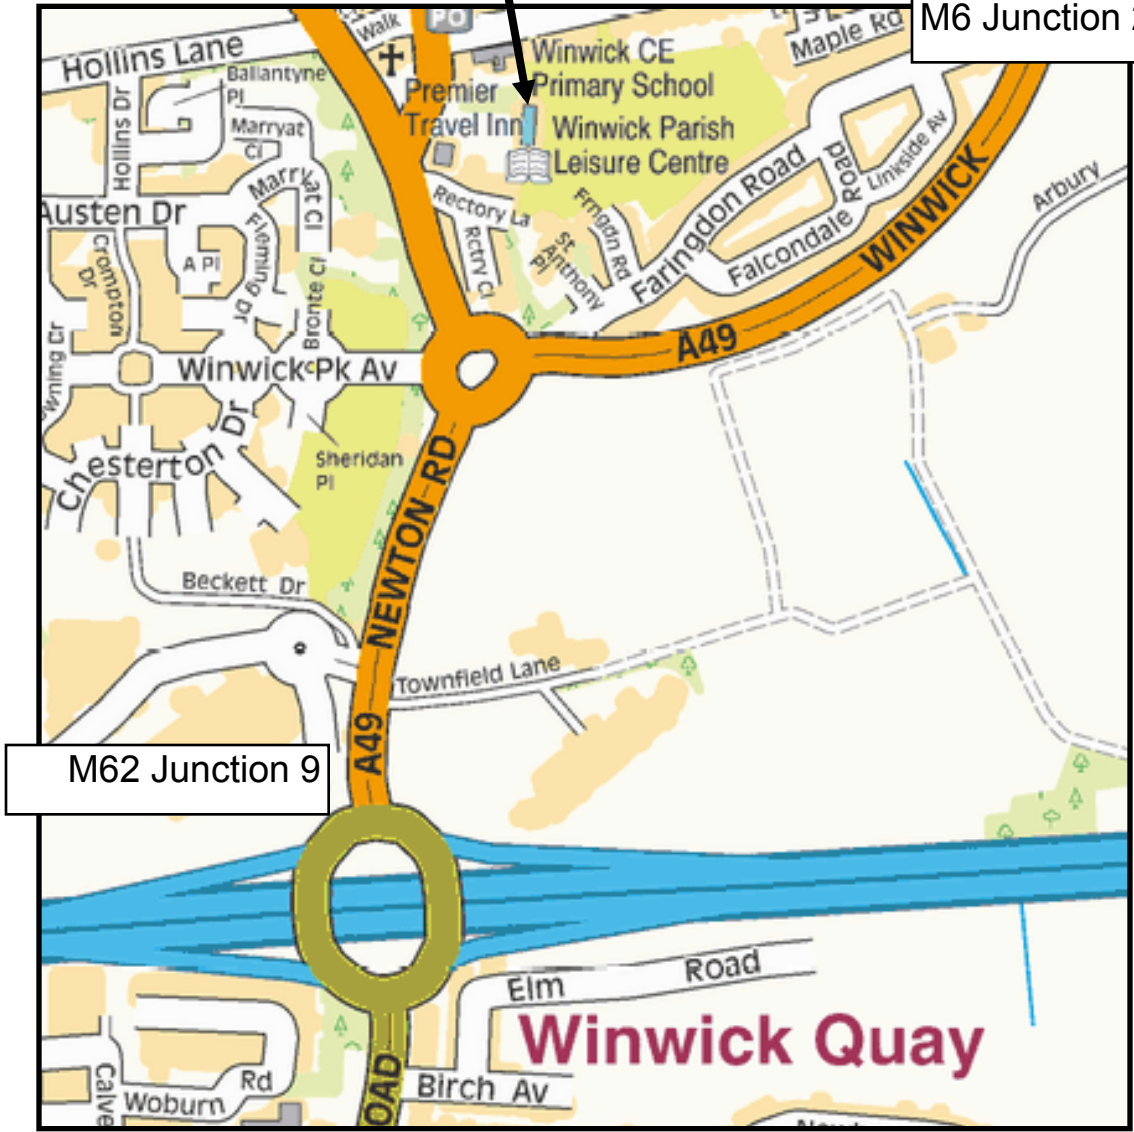 M6 Junction 2
Hollins Lane
Walk
PO
Winwick CE
Primary School
Maple Rd
Ballantyne
Pl
Premier
Travel Inn
Winwick Parish
Leisure Centre
Hollins Dr
Marryat
Cl
Marryat Cl
Austen Dr
Rectory La
Rctry Cl
Frngdn Rd
St
Anthony
Pl
Faringdon Road
Road
Linkside Av
Falcondale
WINWICK
Arbury
Crompton
Dr
A Pl
Fleming Dr
Bronte Cl
A49
wning Cr
Winwick Pk Av
Chesterton Dr
Sheridan
Pl
NEWTON RD
Beckett Dr
Townfield Lane
A49
M62 Junction 9
Elm Road
Winwick Quay
Calve
Woburn Rd
OAD
Birch Av